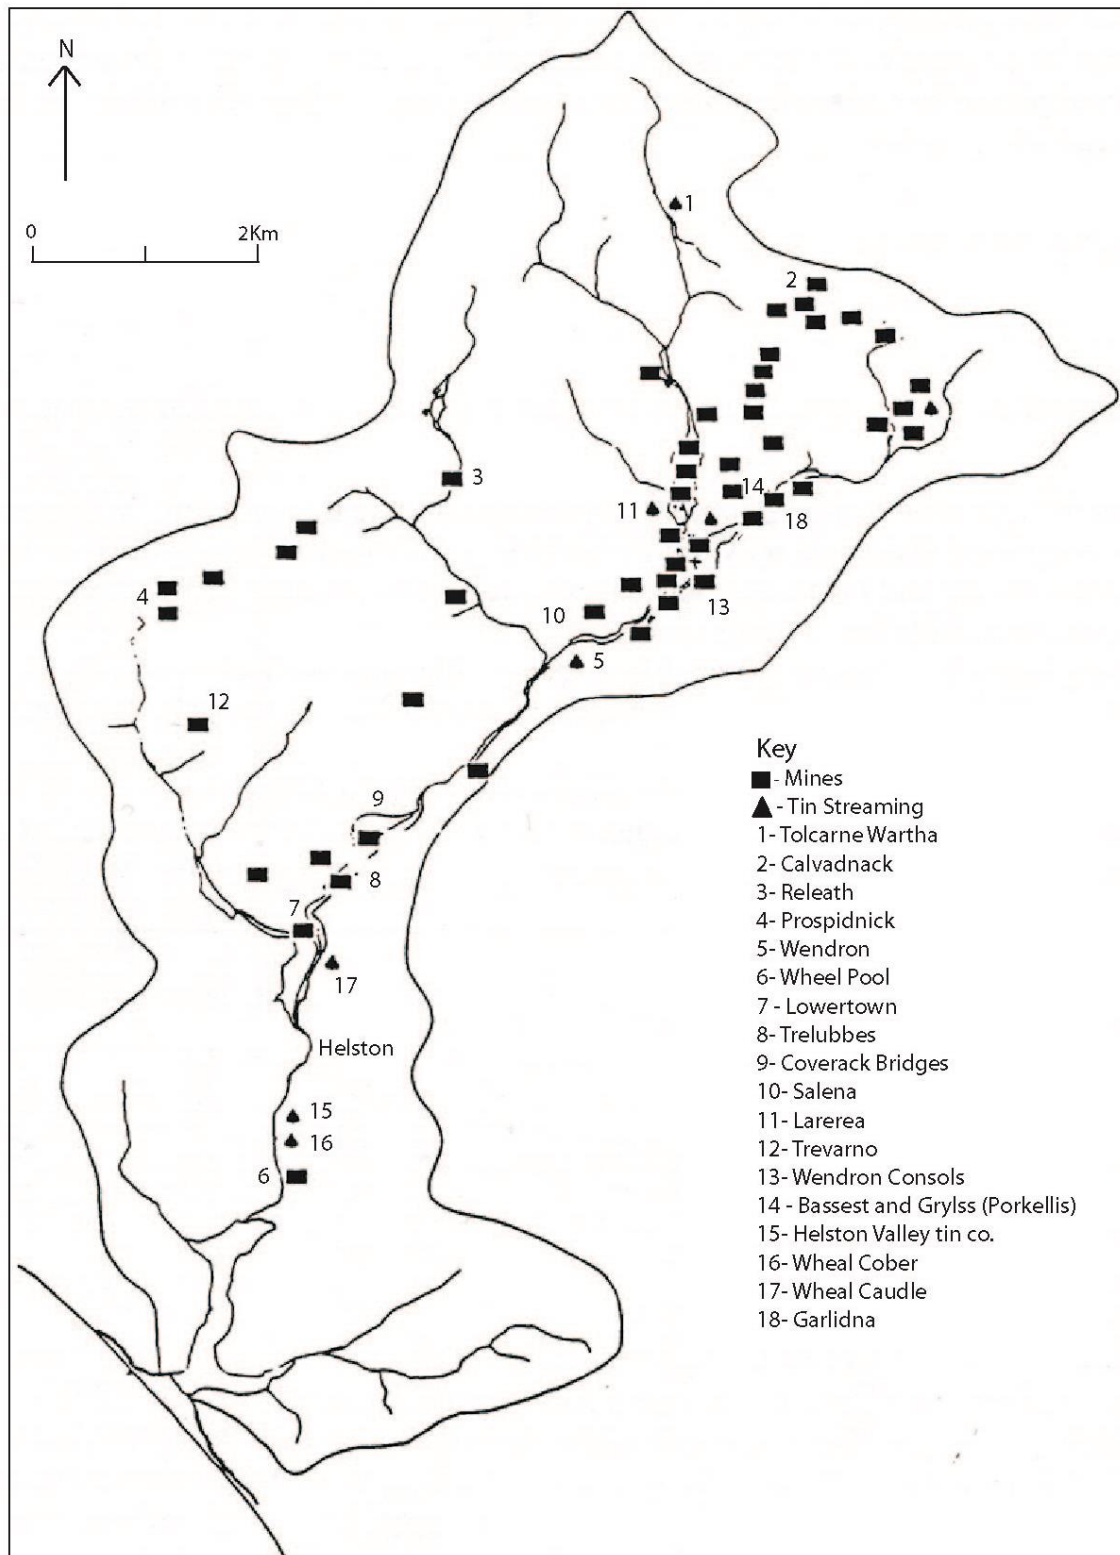 N
0 2Km
1
2
3
14
11
18
4
10
13
5
12
9
8
7
17
Helston
15
16
6
Key
- Mines
- Tin Streaming
1- Tolcarne Wartha
2- Calvadnack
3- Releath
4- Prospidnick
5- Wendron
6- Wheel Pool
7 - Lowertown
8- Trelubbes
9- Coverack Bridges
10- Salena
11- Larerea
12- Trevarno
13- Wendron Consols
14 - Bassest and Grylss (Porkellis)
15- Helston Valley tin co.
16- Wheal Cober
17- Wheal Caudle
18- Garlidna